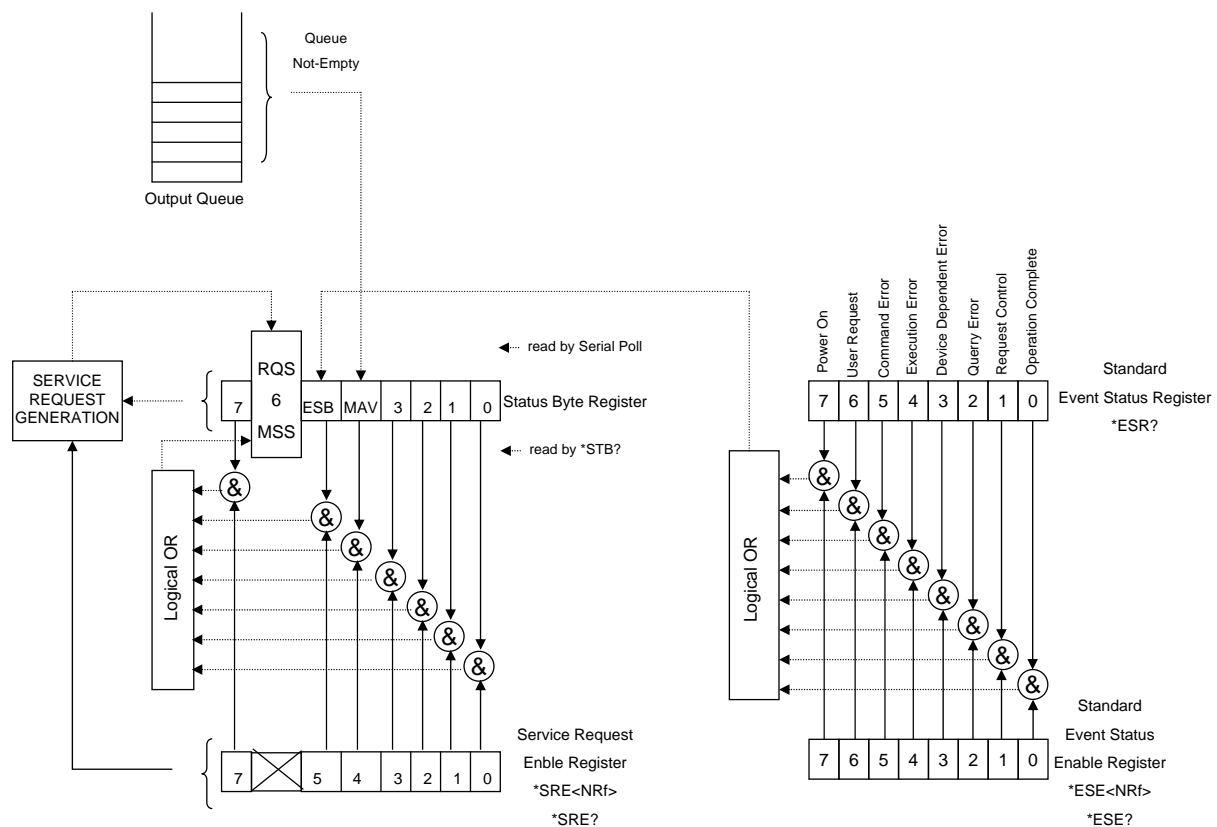 Queue
Not-Empty
Output Queue
Power On
User Request
Command Error
Execution Error
Device Dependent Error
Querry Error
Request Control
Operation Complete
SERVICE
REQUEST
GENERATION
RQS
6
MSS
read by Serial Poll
7 ESB MAV 3 2 1 0
Status Byte Register
read by *STB?
7 6 5 4 3 2 1 0
Standard
Event Status Register
*ESR?
Logical OR
& & & & & & &
Logical OR
& & & & & & & &
Service Request
Enble Register
*SRE<NRf>
*SRE?
7 5 4 3 2 1 0
Standard
Event Status
Enable Register
*ESE<NRf>
*ESE?
7 6 5 4 3 2 1 0